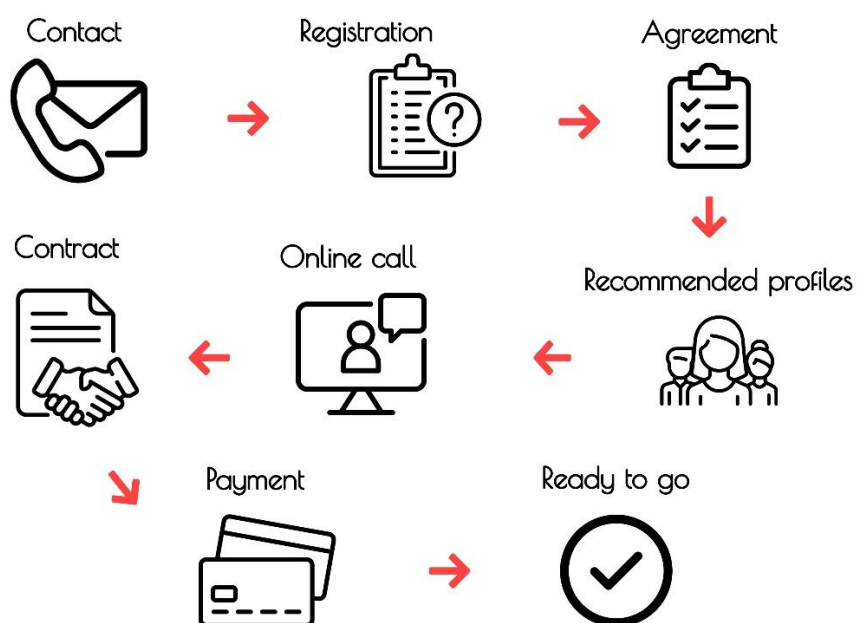 Contact
Registration
Agreement
?
Recommended profiles
Online call
Contract
Payment
Ready to go